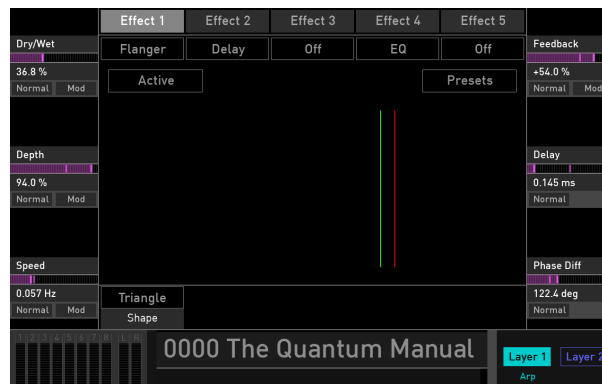 Effect 1 Effect 2 Effect 3 Effect 4 Effect 5
Dry/Wet Flanger Delay Off EQ Off Feedback
36.8 % Active Presets +54.0 %
Normal Mod Normal Mod
Depth Delay
94.0 % 0.145 ms
Normal Mod Normal
Speed Phase Diff
0.057 Hz Triangle 122.4 deg
Normal Mod Shape Normal
1 2 3 4 5 6 7 8 L R
0000 The Quantum Manual
Layer 1 Layer 2
Arp